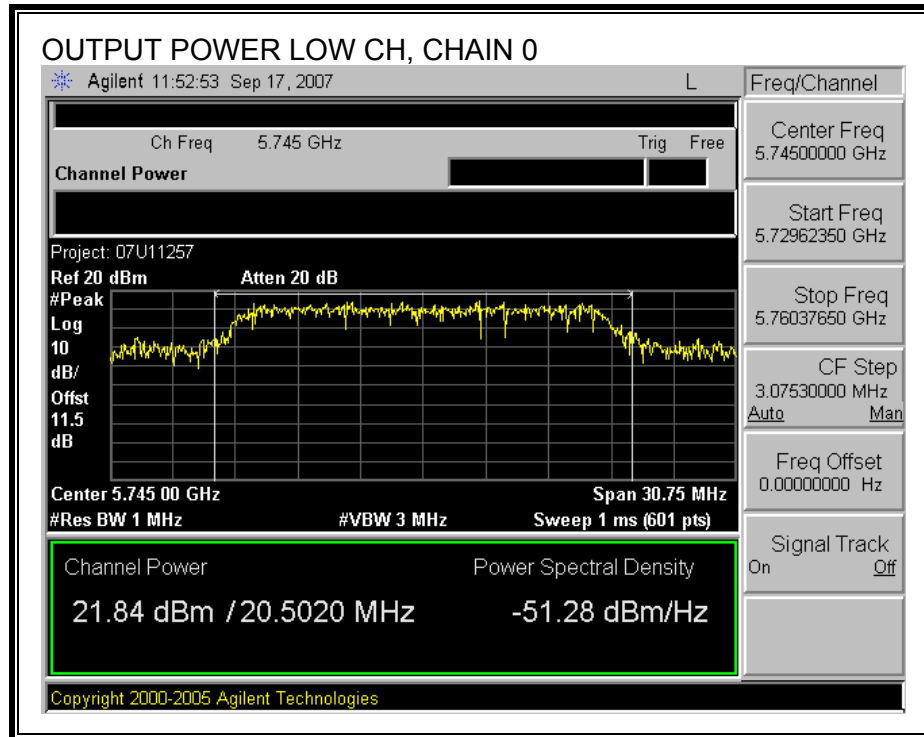 OUTPUT POWER LOW CH, CHAIN 0
Agilent 11:52:53 Sep 17, 2007 L
Ch Freq 5.745 GHz Trig Free
Channel Power
Project: 07U11257
Ref 20 dBm Atten 20 dB
#Peak
Log
10
dB/
Offst
11.5
dB
Center 5.745 00 GHz Span 30.75 MHz
#Res BW 1 MHz #VBW 3 MHz Sweep 1 ms (601 pts)
Channel Power Power Spectral Density
21.84 dBm / 20.5020 MHz -51.28 dBm/Hz
Copyright 2000-2005 Agilent Technologies
Freq/Channel
Center Freq
5.74500000 GHz
Start Freq
5.72962350 GHz
Stop Freq
5.76037650 GHz
CF Step
3.07530000 MHz
Auto Man
Freq Offset
0.00000000 Hz
Signal Track
On Off